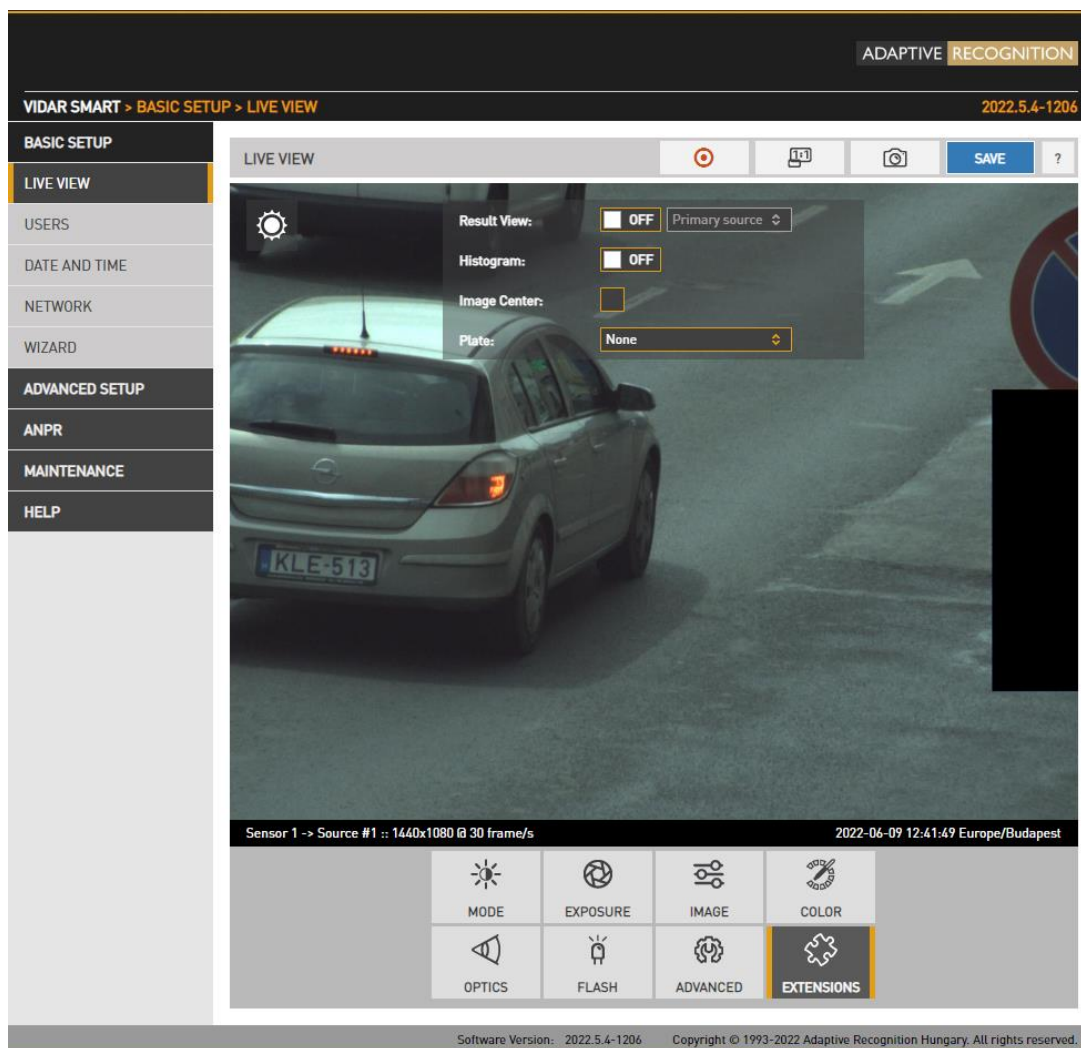 ADAPTIVE RECOGNITION
VIDAR SMART > BASIC SETUP > LIVE VIEW 2022.5.4-1206
BASIC SETUP
LIVE VIEW
USERS
DATE AND TIME
NETWORK
WIZARD
ADVANCED SETUP
ANPR
MAINTENANCE
HELP
LIVE VIEW 1:1 SAVE ?
Result View: OFF Primary source
Histogram: OFF
Image Center:
Plate: None
KLE-513
Sensor 1 -> Source #1 :: 1440x1080 @ 30 frame/s 2022-06-09 12:41:49 Europe/Budapest
MODE EXPOSURE IMAGE COLOR
OPTICS FLASH ADVANCED EXTENSIONS
Software Version: 2022.5.4-1206 Copyright © 1993-2022 Adaptive Recognition Hungary. All rights reserved.